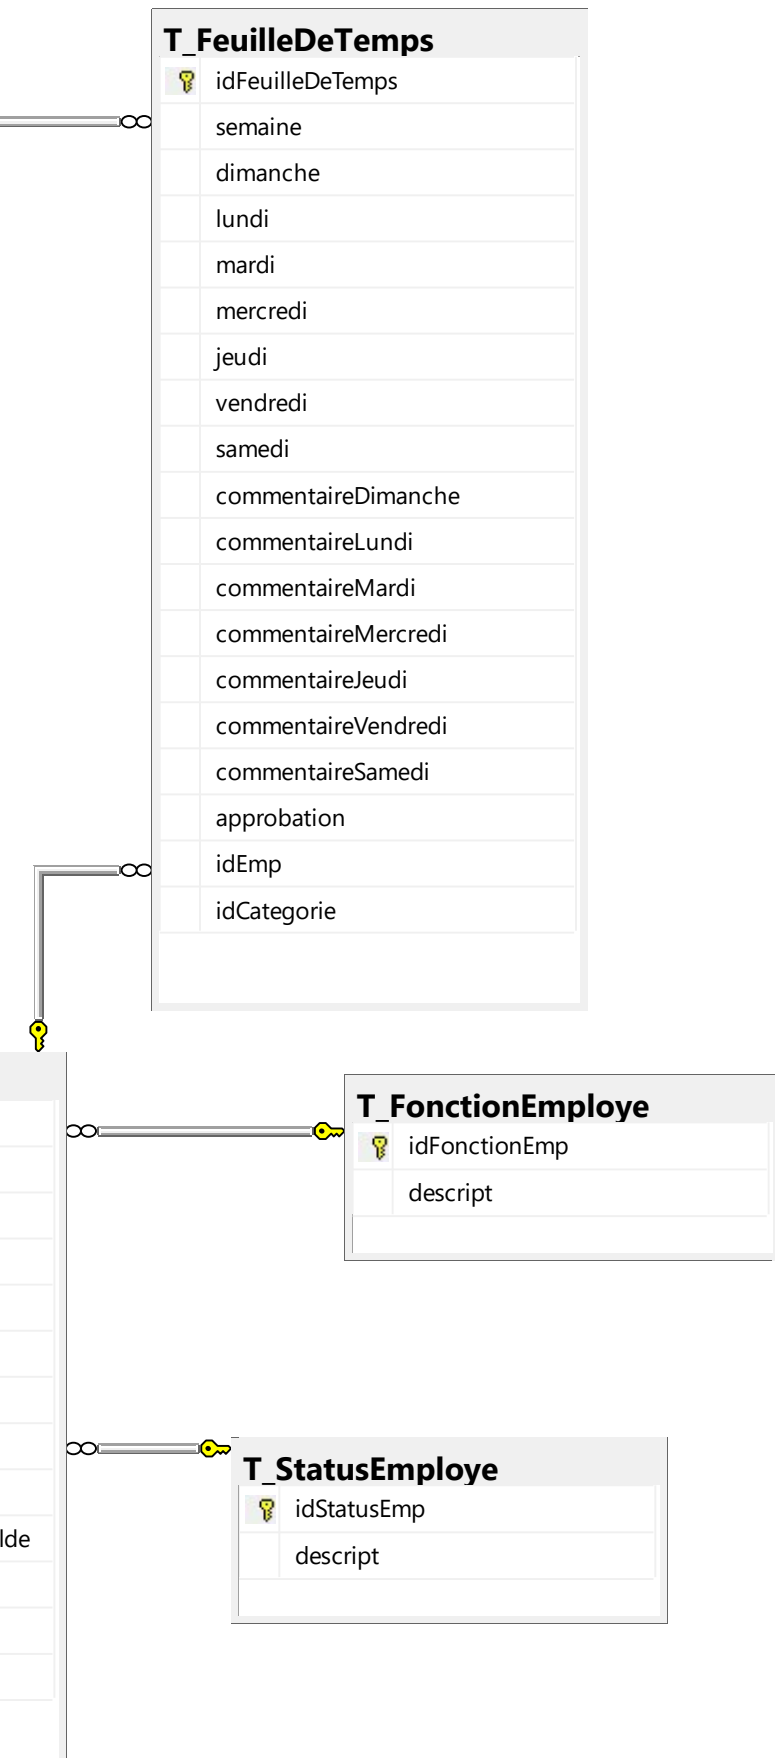 T_FeuilleDeTemps
idFeuilleDeTemps
semaine
dimanche
lundi
mardi
mercredi
jeudi
vendredi
samedi
commentaireDimanche
commentaireLundi
commentaireMardi
commentaireMercredi
commentaireJeudi
commentaireVendredi
commentaireSamedi
approbation
idEmp
idCategorie
T_FonctionEmploye
idFonctionEmp
descript
T_StatusEmploye
idStatusEmp
lde
descript